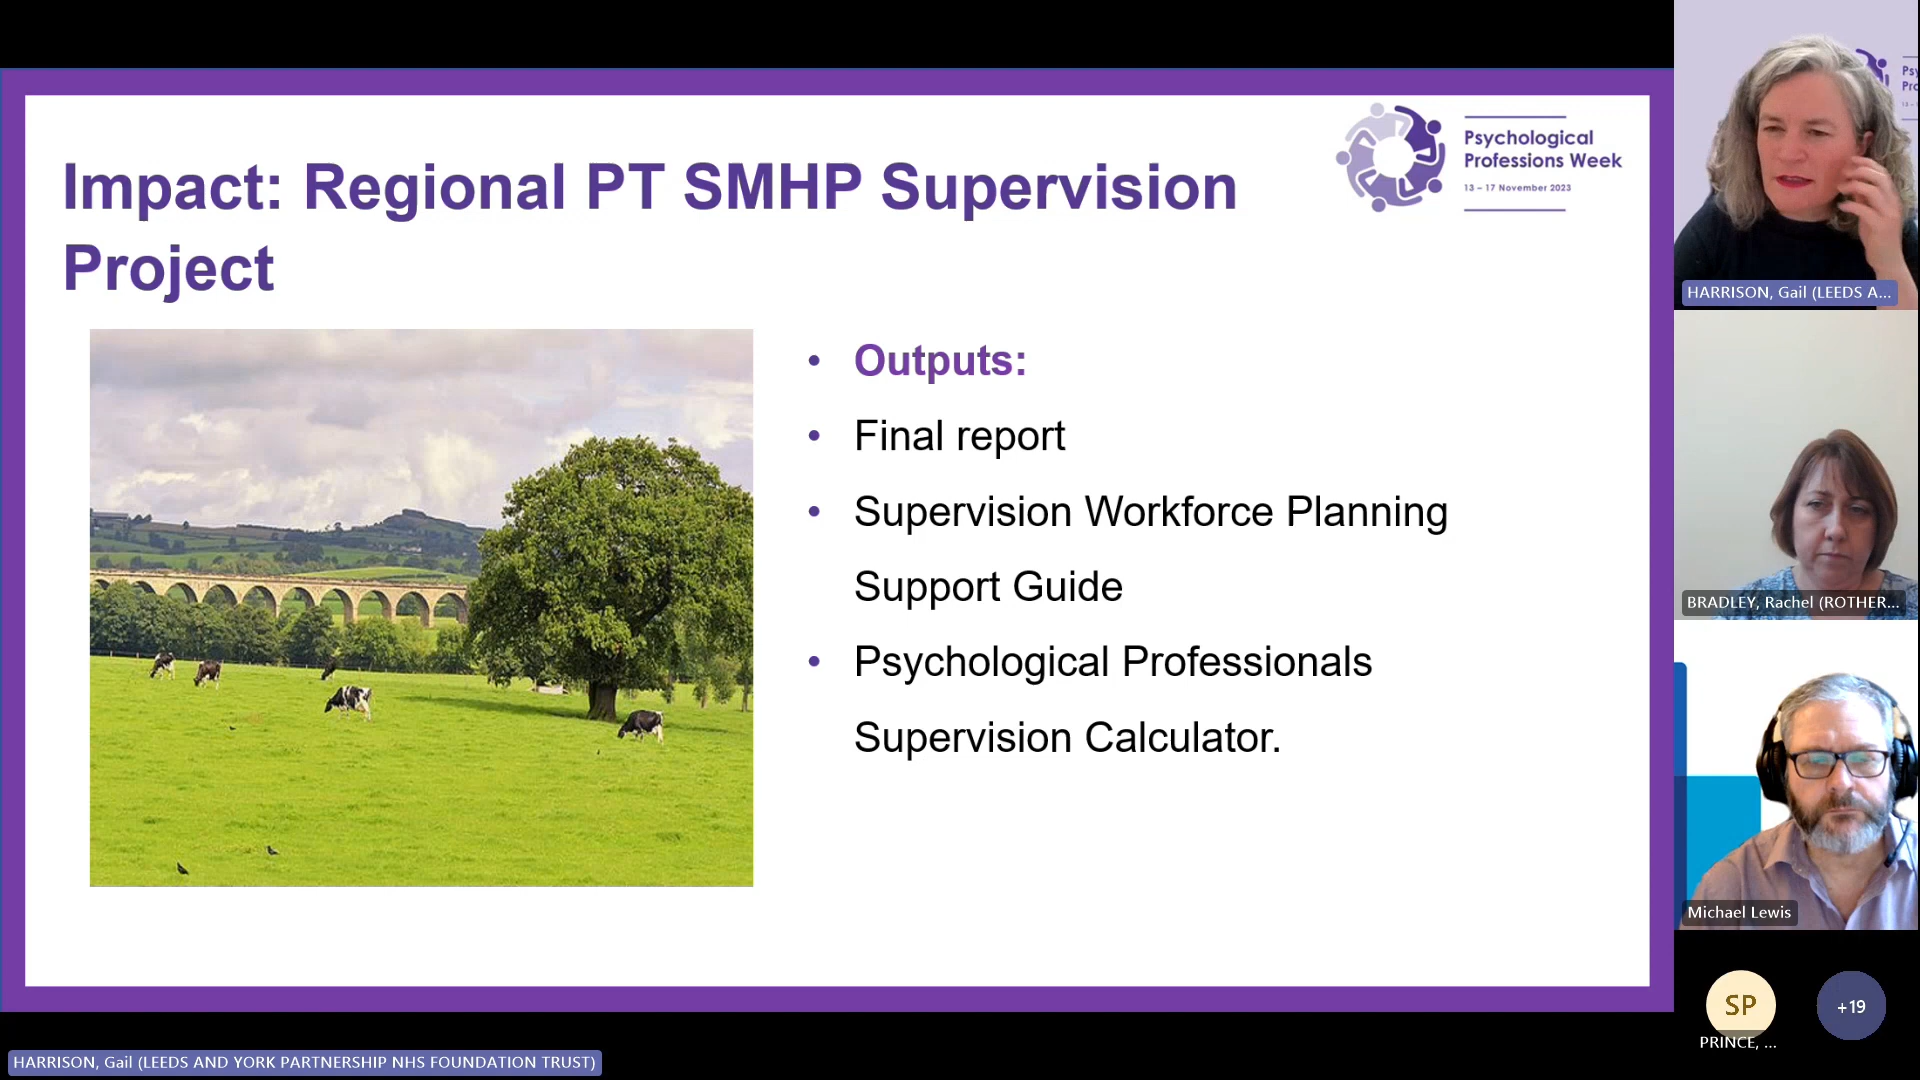 Impact: Regional PT SMHP Supervision
Project
Psychological
Professions Week
13 – 17 November 2023
• Outputs:
• Final report
• Supervision Workforce Planning
Support Guide
• Psychological Professionals
Supervision Calculator.
HARRISON, Gail (LEEDS A...
BRADLEY, Rachel (ROTHER...
Michael Lewis
SP
PRINCE, ...
+19
HARRISON, Gail (LEEDS AND YORK PARTNERSHIP NHS FOUNDATION TRUST)